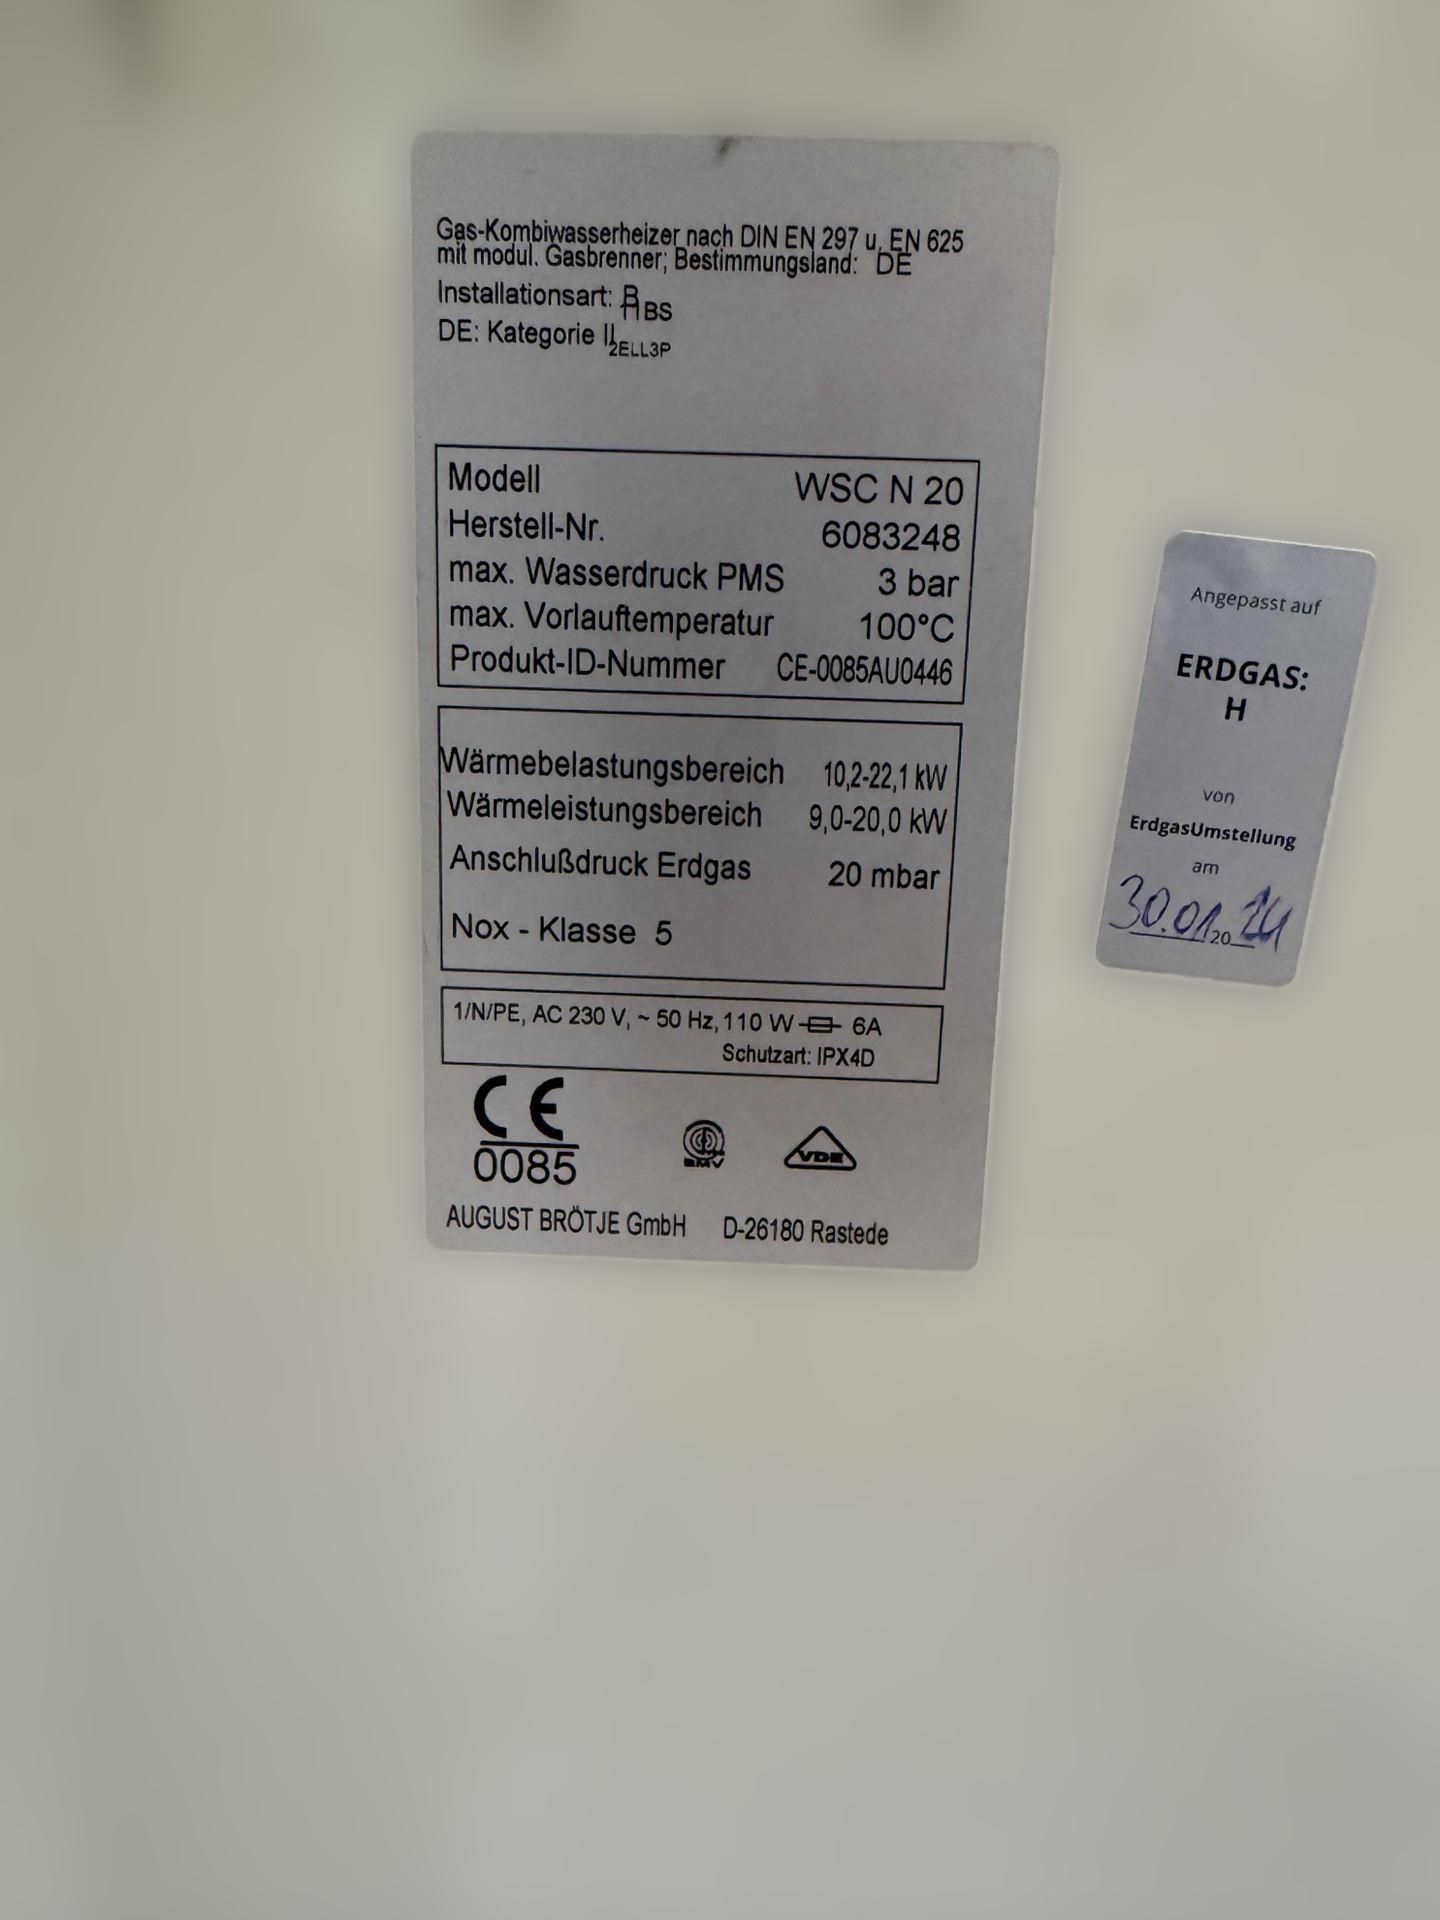 Gas-Kombiwasserheizer nach DIN EN 297 u. EN 625
mit modul. Gasbrenner; Bestimmungsland: DE
Installationsart: BS
DE: Kategorie II2ELL3P
Modell WSC N 20
Herstell-Nr. 6083248
max. Wasserdruck PMS 3 bar
max. Vorlauftemperatur 100°C
Produkt-ID-Nummer CE-0085AU0446
Wärmebelastungsbereich 10,2-22,1 kW
Wärmeleistungsbereich 9,0-20,0 kW
Anschlußdruck Erdgas 20 mbar
Nox - Klasse 5
1/N/PE, AC 230 V, ~ 50 Hz, 110 W 6A
Schutzart: IPX4D
CE
0085
EMV
VDE
AUGUST BRÖTJE GmbH D-26180 Rastede
Angepasst auf
ERDGAS:
H
von
ErdgasUmstellung
am
30.01.2024